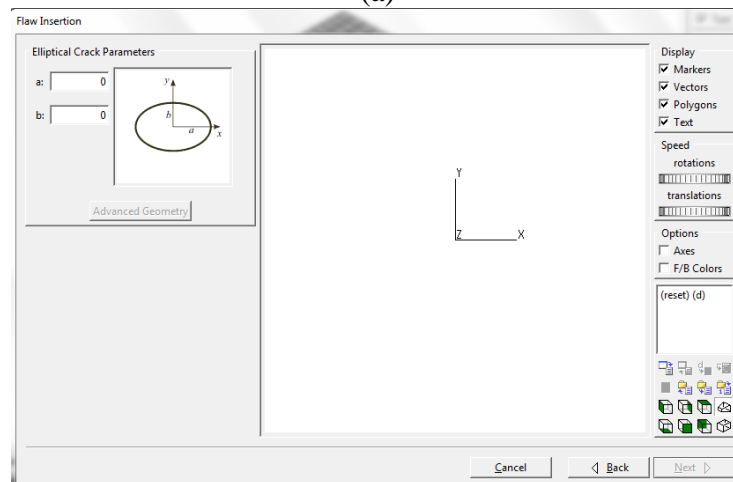 (a)
Flaw Insertion
Elliptical Crack Parameters
a: 0
b: 0
y
b
a
x
Advanced Geometry
Y
Z
X
Display
Markers
Vectors
Polygons
Text
Speed
rotations
translations
Options
Axes
F/B Colors
(reset) (d)
Cancel
Back
Next